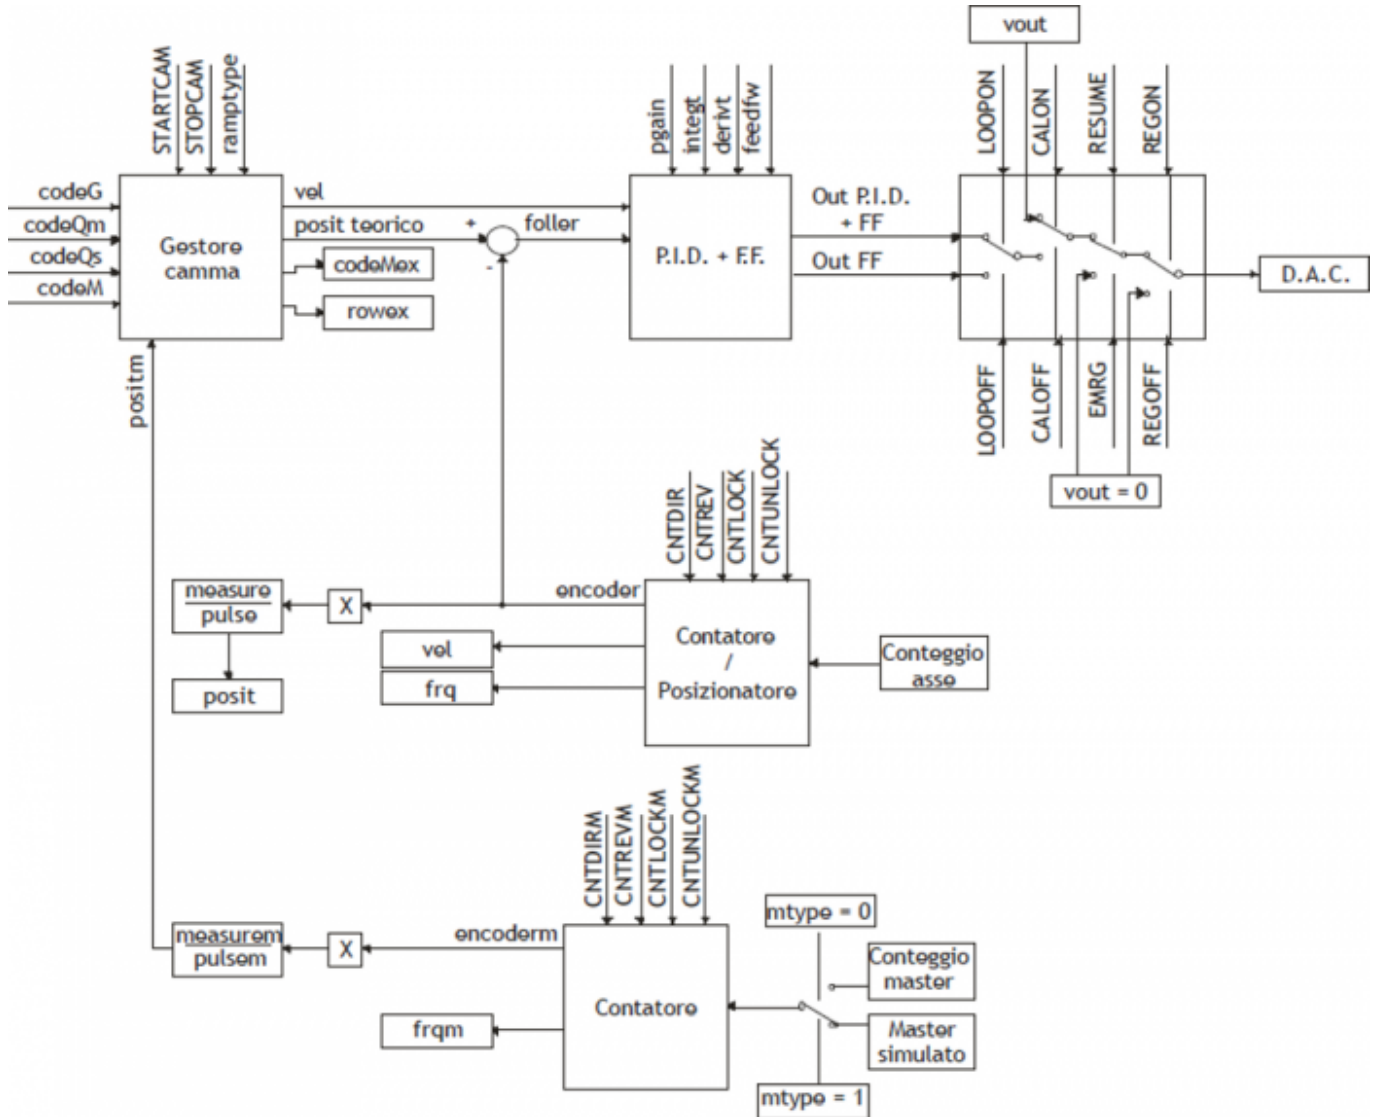 vout
STARTCAM
STOPCAM
ramptype
pgain
integt
derivt
feedfw
LOOPON
CALON
RESUME
REGON
codeG
codeQm
codeQs
codeM
Gestore
camma
vel
posit teorico
+
-
foller
codeMex
rowex
P.I.D. + F.F.
Out P.I.D.
+ FF
Out FF
D.A.C.
positm
LOOPOFF
CALOFF
EMRG
REGOFF
vout = 0
CNTDIR
CNTREV
CNTLOCK
CNTUNLOCK
measure
pulse
X
encoder
posit
vel
frq
Contatore
/
Posizionatore
Conteggio
asse
CNTDIRM
CNTREVM
CNTLOCKM
CNTUNLOCKM
measurem
pulsem
X
encoderm
frqm
Contatore
mtype = 0
Conteggio
master
Master
simulato
mtype = 1